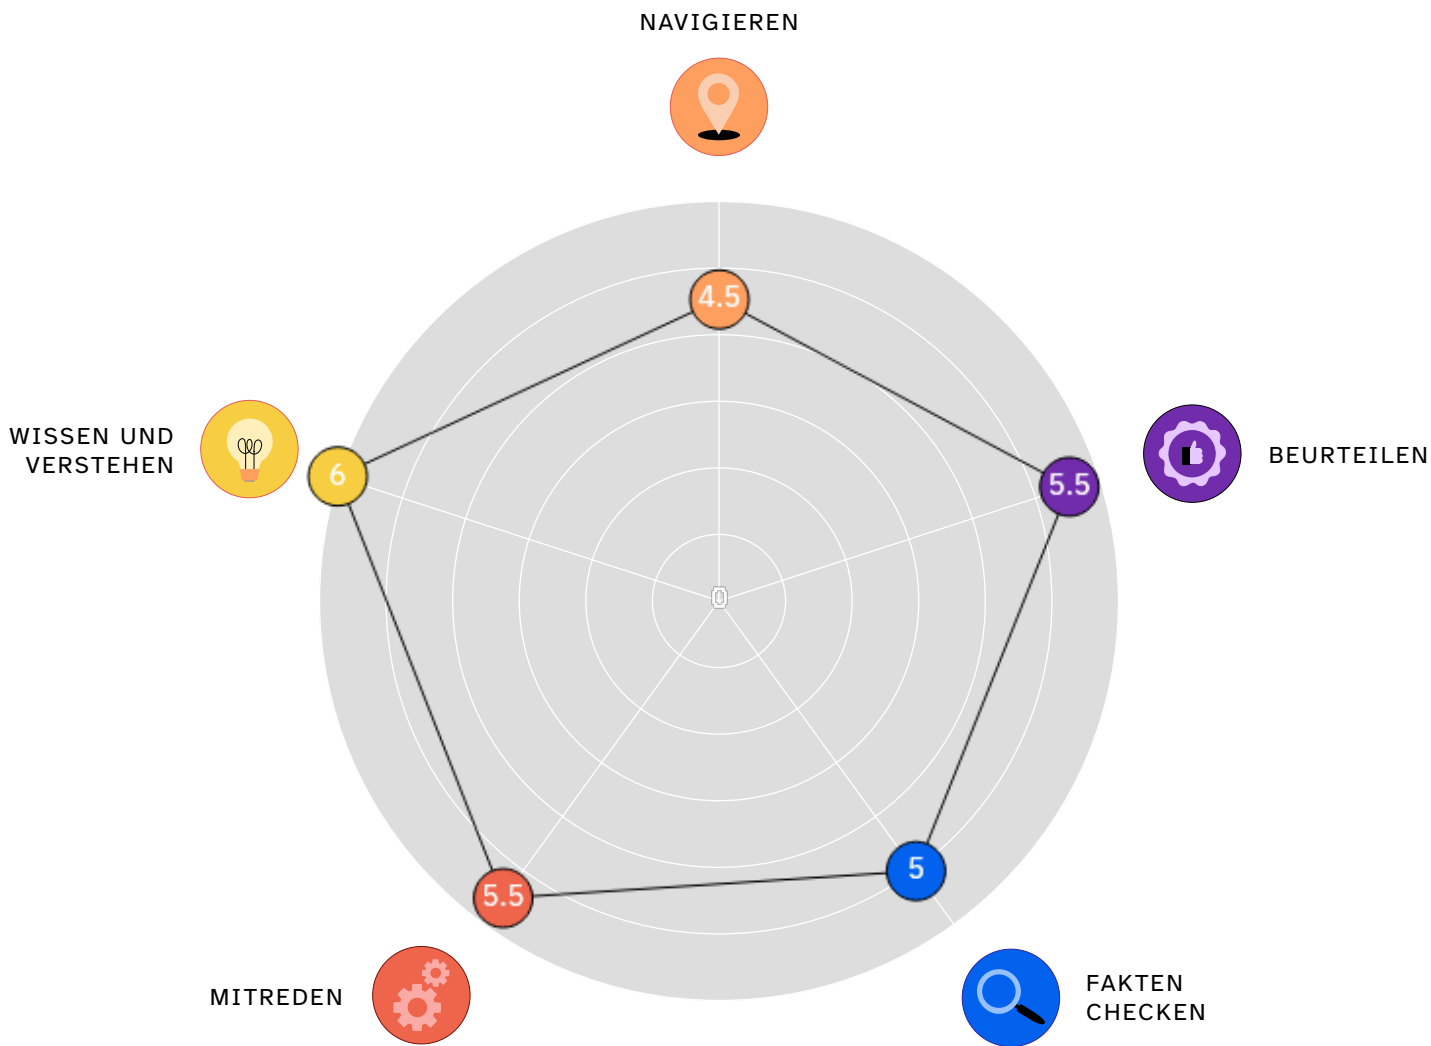 NAVIGIEREN
4.5
WISSEN UND
VERSTEHEN
6
5.5
BEURTEILEN
0
5
5.5
MITREDEN
FAKTEN
CHECKEN